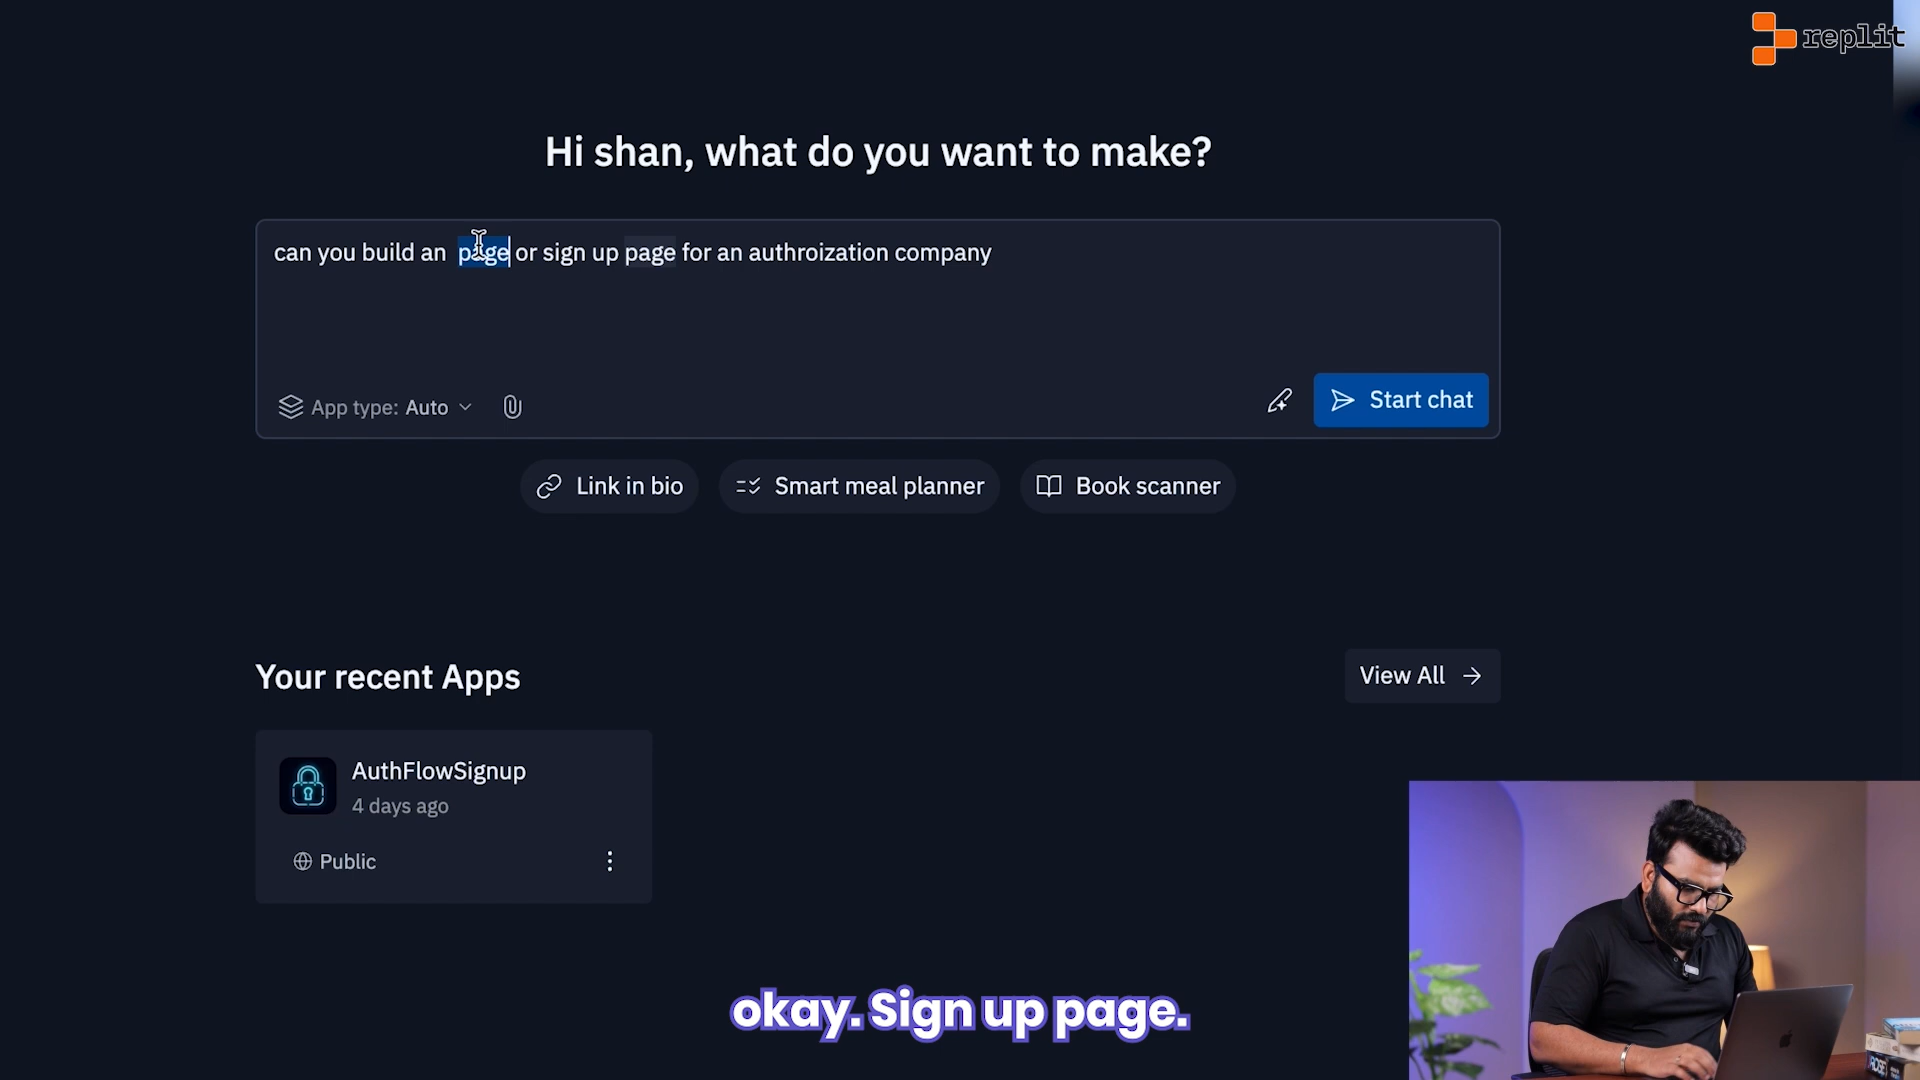 replit
Hi shan, what do you want to make?
can you build an  page or sign up page for an authroization company
App type: Auto
Start chat
Link in bio
Smart meal planner
Book scanner
Your recent Apps
View All
AuthFlowSignup
4 days ago
Public
okay. Sign up page.